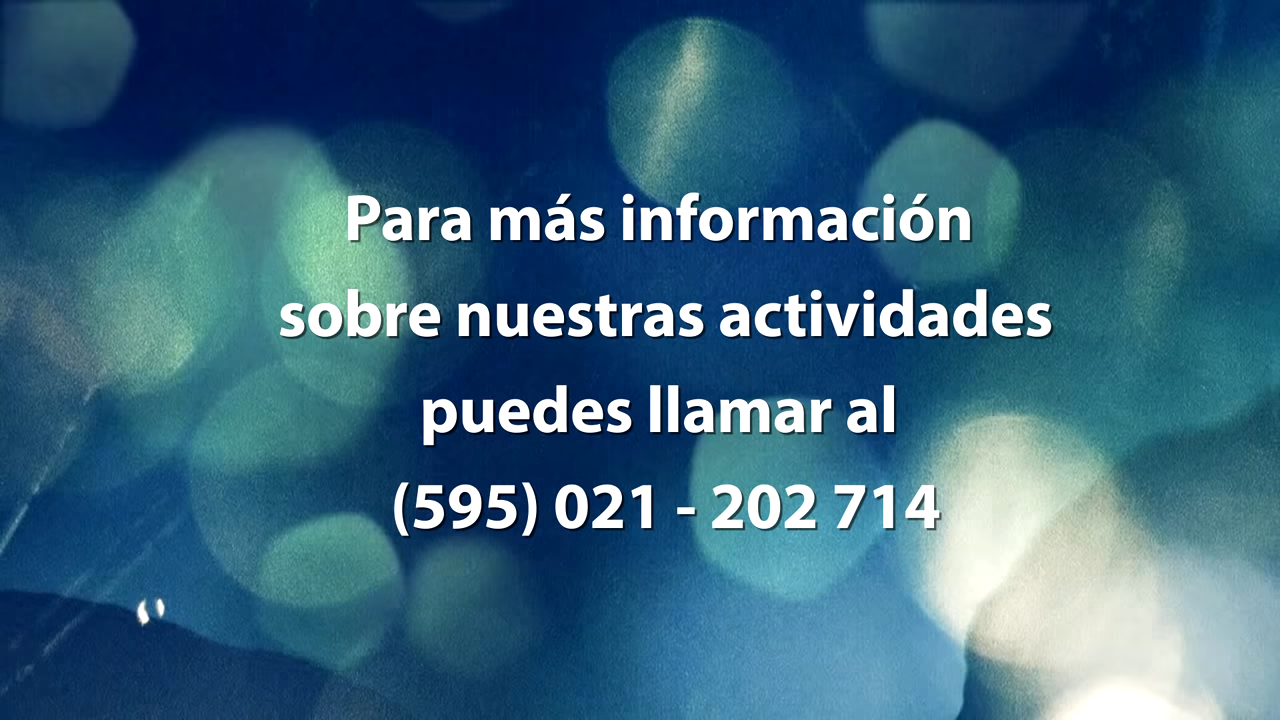 Para más información
sobre nuestras actividades
puedes llamar al
(595) 021 - 202 714